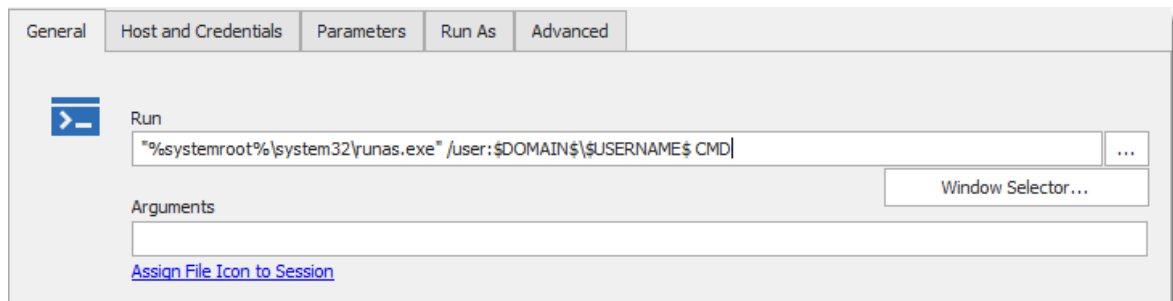 General Host and Credentials Parameters Run As Advanced
Run
"%systemroot%\system32\runas.exe" /user:$DOMAIN$\$USERNAME$ CMD
...
Window Selector...
Arguments
Assign File Icon to Session